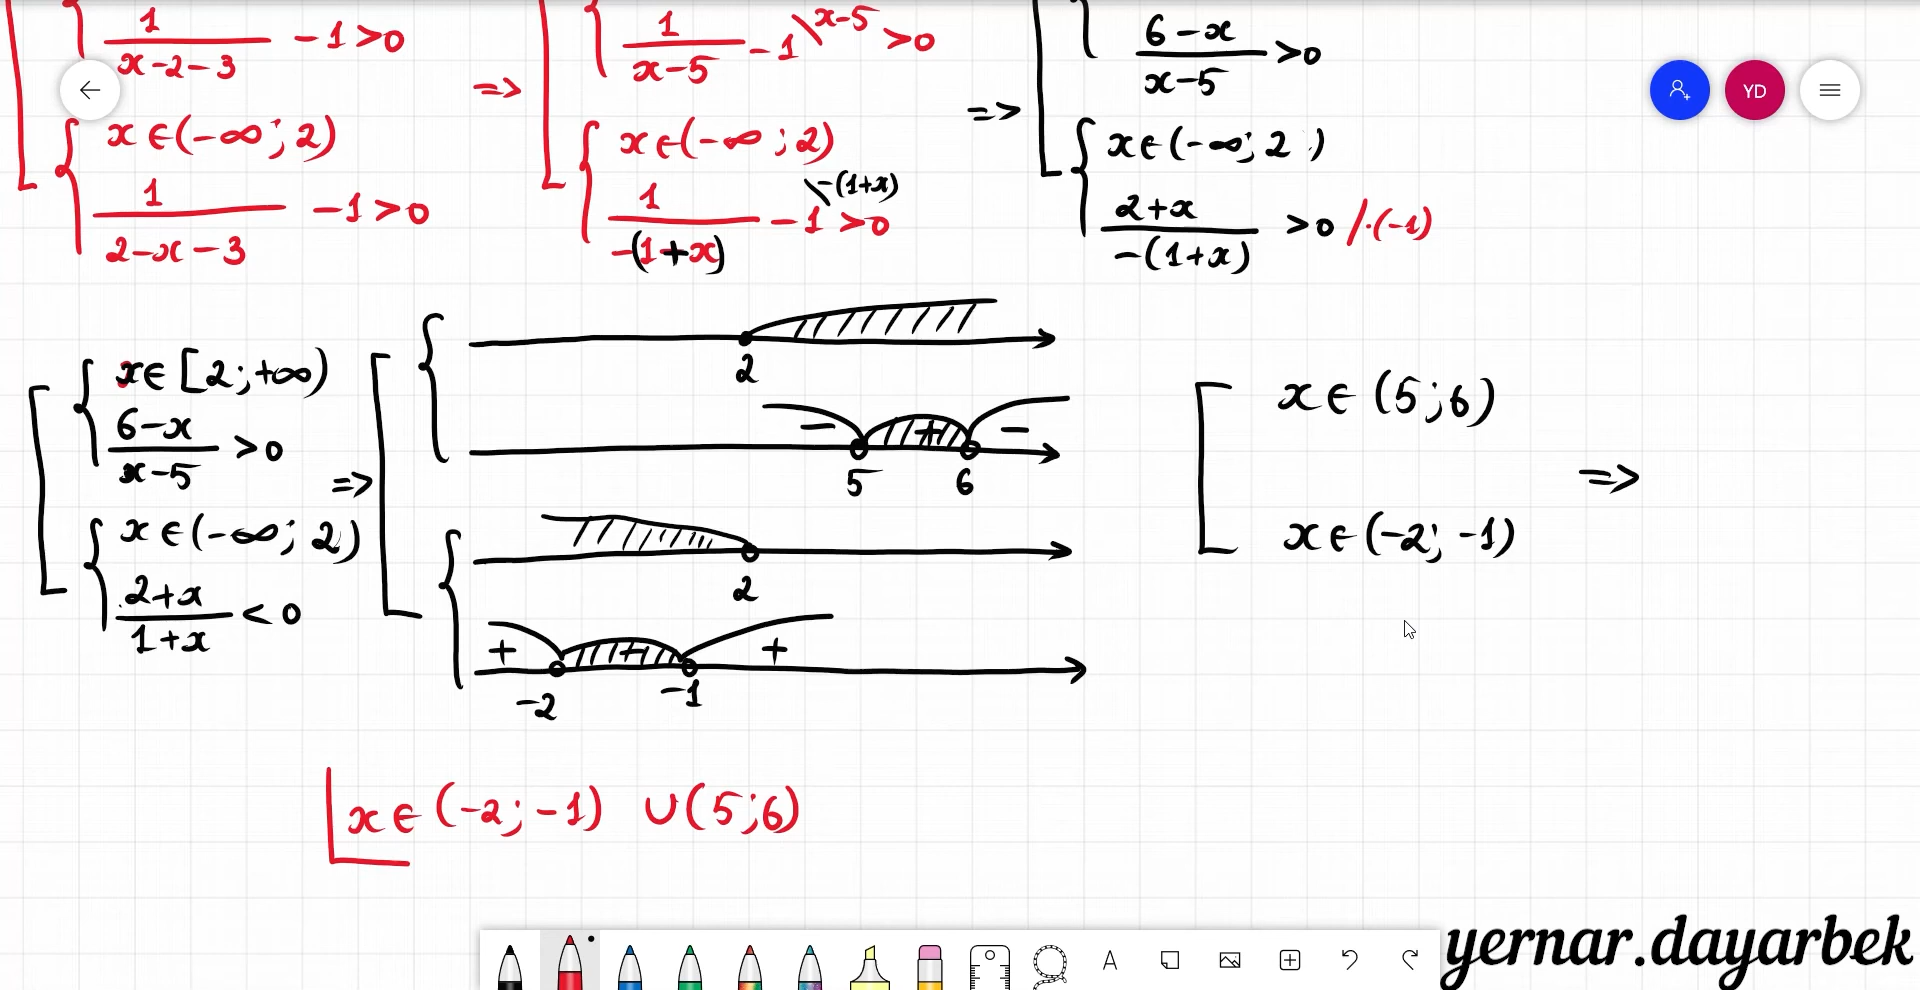 1/(x-2-3) -1>0
x∈(-∞; 2)
1/(2-x-3) -1>0
=>
1/(x-5) -1\x-5 >0
x∈(-∞; 2)
1/-(1+x) -1\-(1+x) >0
=>
(6-x)/(x-5) >0
x∈(-∞; 2)
(2+x)/-(1+x) >0 /·(-1)
x∈[2;+∞)
(6-x)/(x-5) >0
x∈(-∞; 2)
(2+x)/(1+x) < 0
=>
2
- + -
5 6
2
+ - +
-2 -1
x∈(5;6)
x∈(-2; -1)
=>
x∈(-2; -1) ∪(5;6)
YD
A
yernar.dayarbek